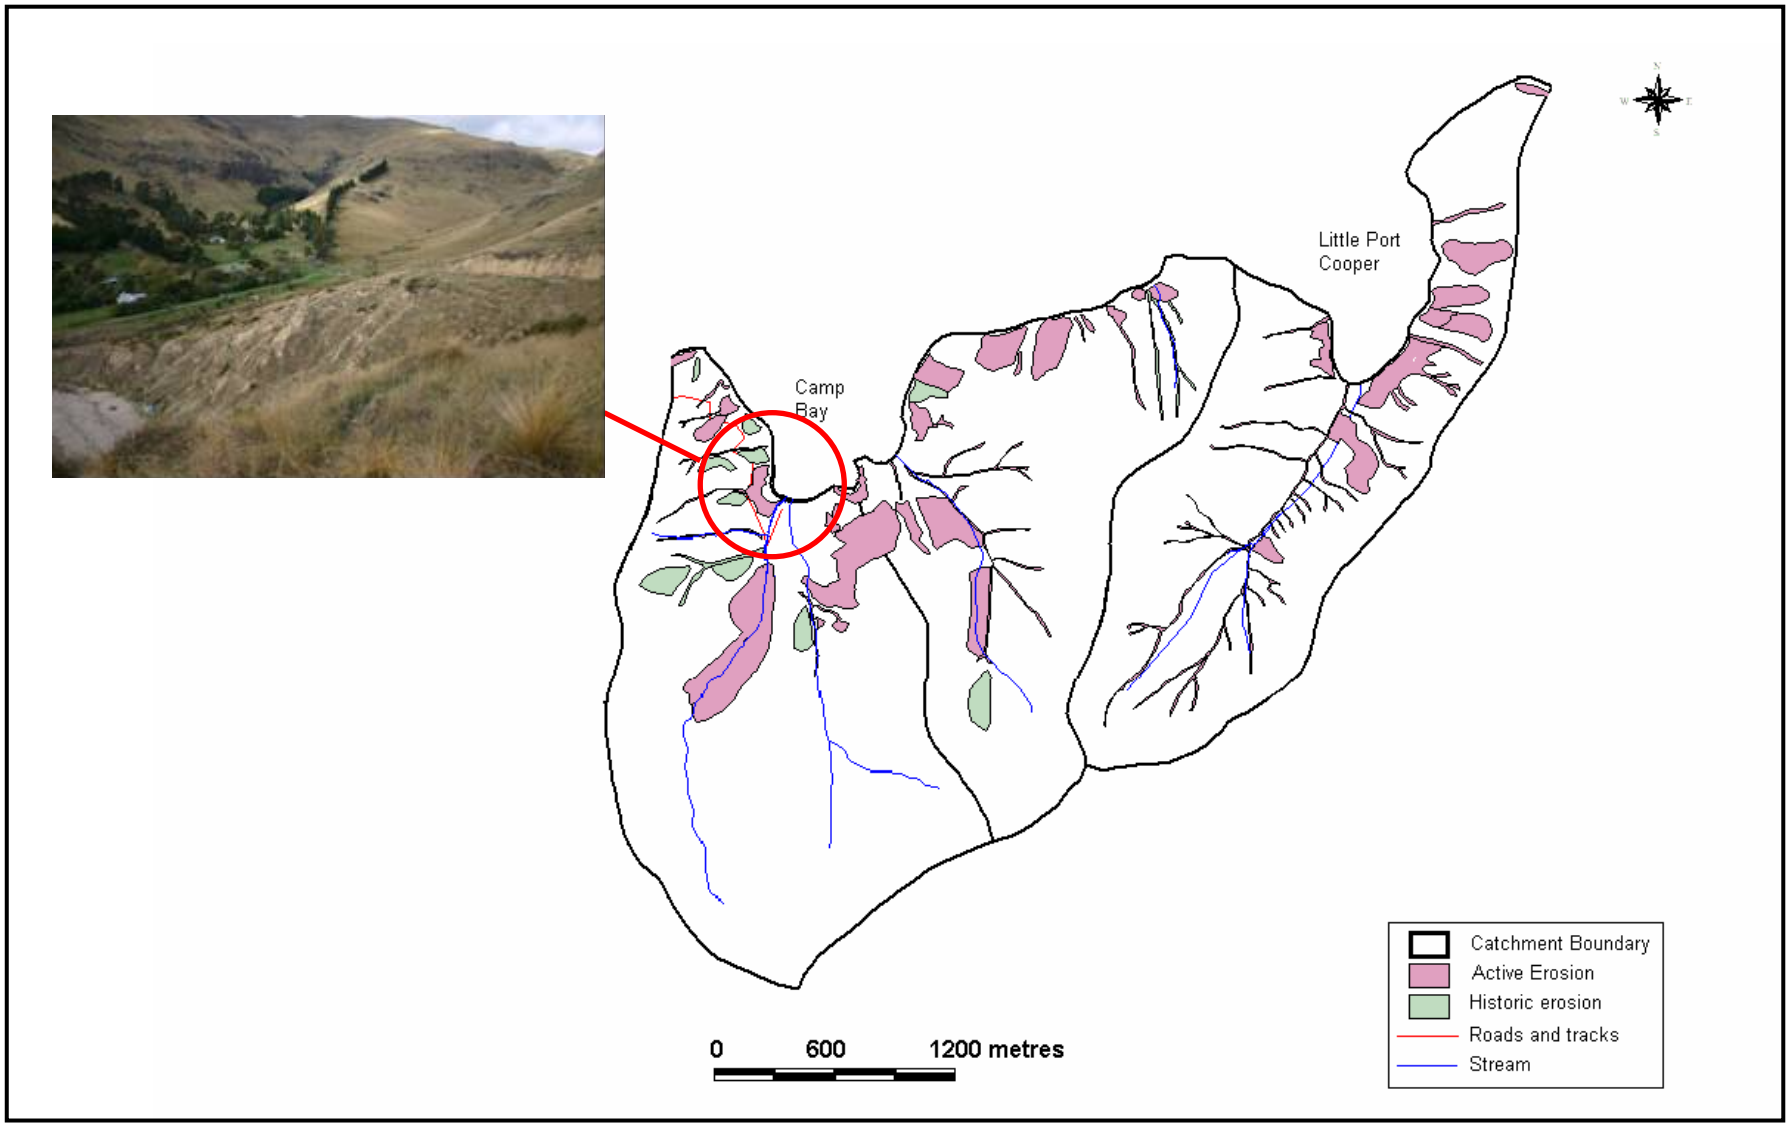 N
W
E
S
Little Port
Cooper
Camp
Bay
Catchment Boundary
Active Erosion
Historic erosion
Roads and tracks
Stream
0 600 1200 metres